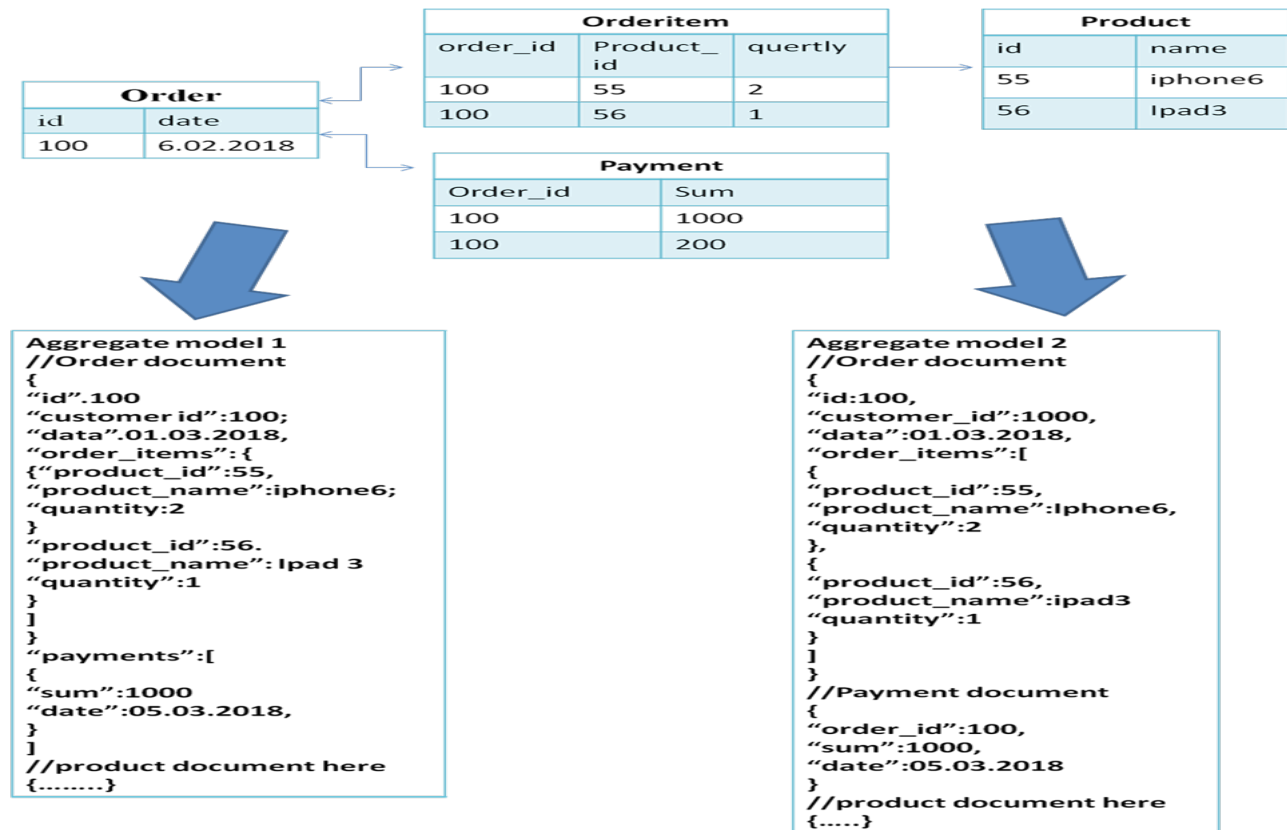 Orderitem
order_id Product_ quertly
id
100 55 2
100 56 1
Product
id name
55 iphone6
56 Ipad3
Order
id date
100 6.02.2018
Payment
Order_id Sum
100 1000
100 200
Aggregate model 1
//Order document
{
“id”.100
“customer id”:100;
“data”.01.03.2018,
“order_items”: {
{“product_id”:55,
“product_name”:iphone6;
“quantity:2
}
“product_id”:56.
“product_name”: Ipad 3
“quantity”:1
}
]
}
“payments”:[
{
“sum”:1000
“date”:05.03.2018,
}
]
//product document here
{........}
Aggregate model 2
//Order document
{
“id:100,
“customer_id”:1000,
“data”:01.03.2018,
“order_items”:[
{
“product_id”:55,
“product_name”:Iphone6,
“quantity”:2
},
{
“product_id”:56,
“product_name”:ipad3
“quantity”:1
}
]
}
//Payment document
{
“order_id”:100,
“sum”:1000,
“date”:05.03.2018
}
//product document here
{.....}